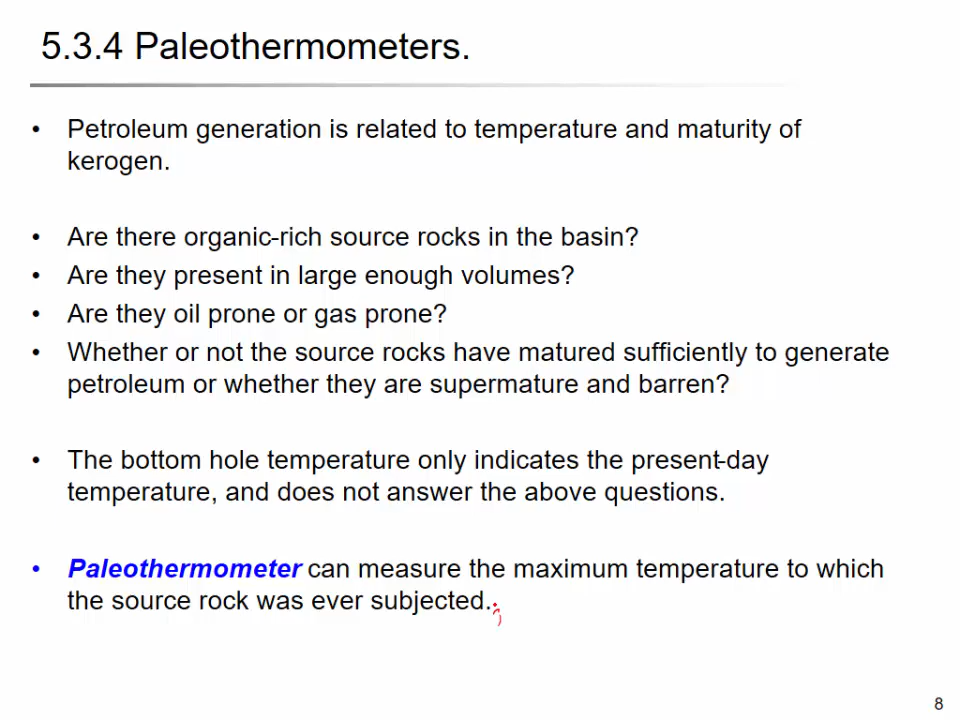 5.3.4 Paleothermometers.
• Petroleum generation is related to temperature and maturity of
kerogen.
• Are there organic-rich source rocks in the basin?
• Are they present in large enough volumes?
• Are they oil prone or gas prone?
• Whether or not the source rocks have matured sufficiently to generate
petroleum or whether they are supermature and barren?
• The bottom hole temperature only indicates the present-day
temperature, and does not answer the above questions.
• Paleothermometer can measure the maximum temperature to which
the source rock was ever subjected.
8